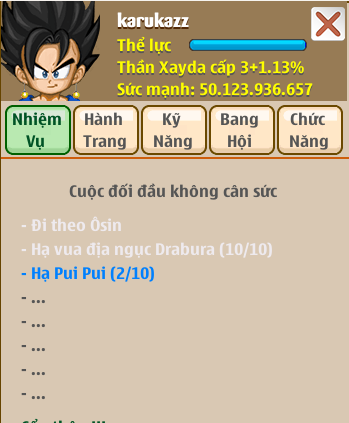 karukazz
Thể lực
Thần Xayda cấp 3+1.13%
Sức mạnh: 50.123.936.657
Nhiệm Vụ
Hành Trang
Kỹ Năng
Bang Hội
Chức Năng
Cuộc đối đầu không cân sức
- Đi theo Ôsin
- Hạ vua địa ngục Drabura (10/10)
- Hạ Pui Pui (2/10)
- ...
- ...
- ...
- ...
- ...